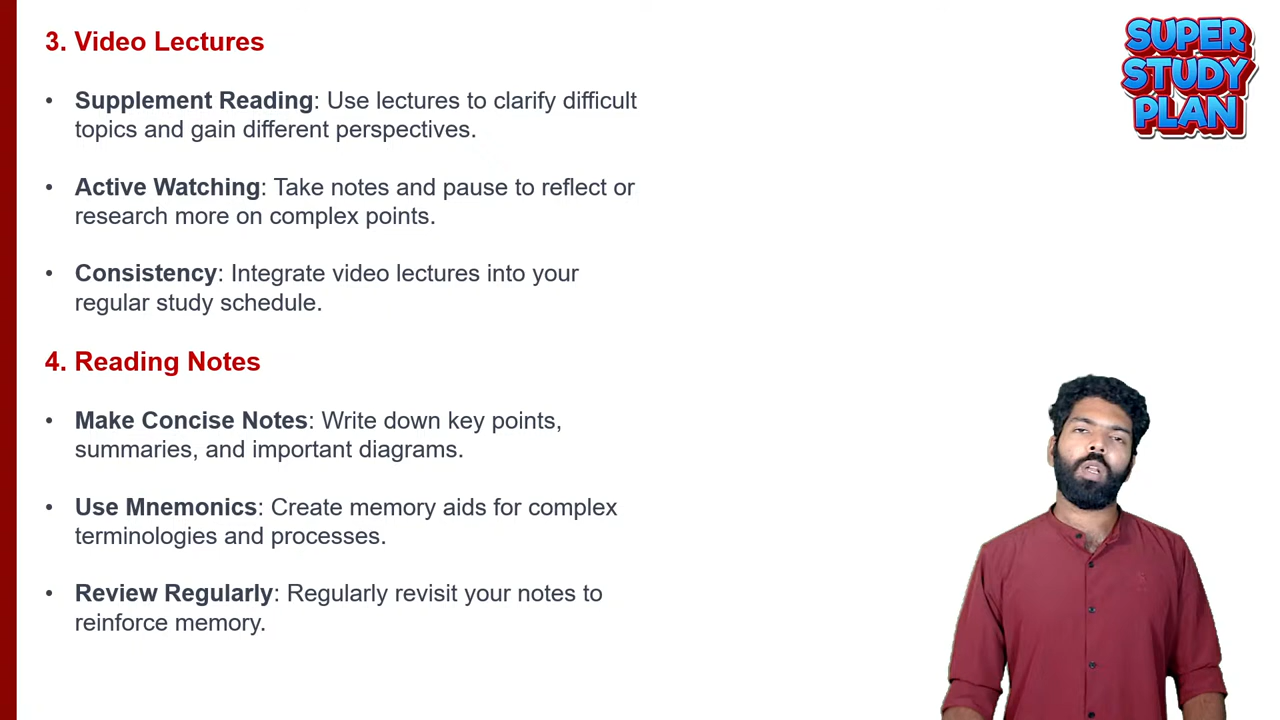 3. Video Lectures
• Supplement Reading: Use lectures to clarify difficult
topics and gain different perspectives.
• Active Watching: Take notes and pause to reflect or
research more on complex points.
• Consistency: Integrate video lectures into your
regular study schedule.
4. Reading Notes
• Make Concise Notes: Write down key points,
summaries, and important diagrams.
• Use Mnemonics: Create memory aids for complex
terminologies and processes.
• Review Regularly: Regularly revisit your notes to
reinforce memory.
SUPER
STUDY
PLAN